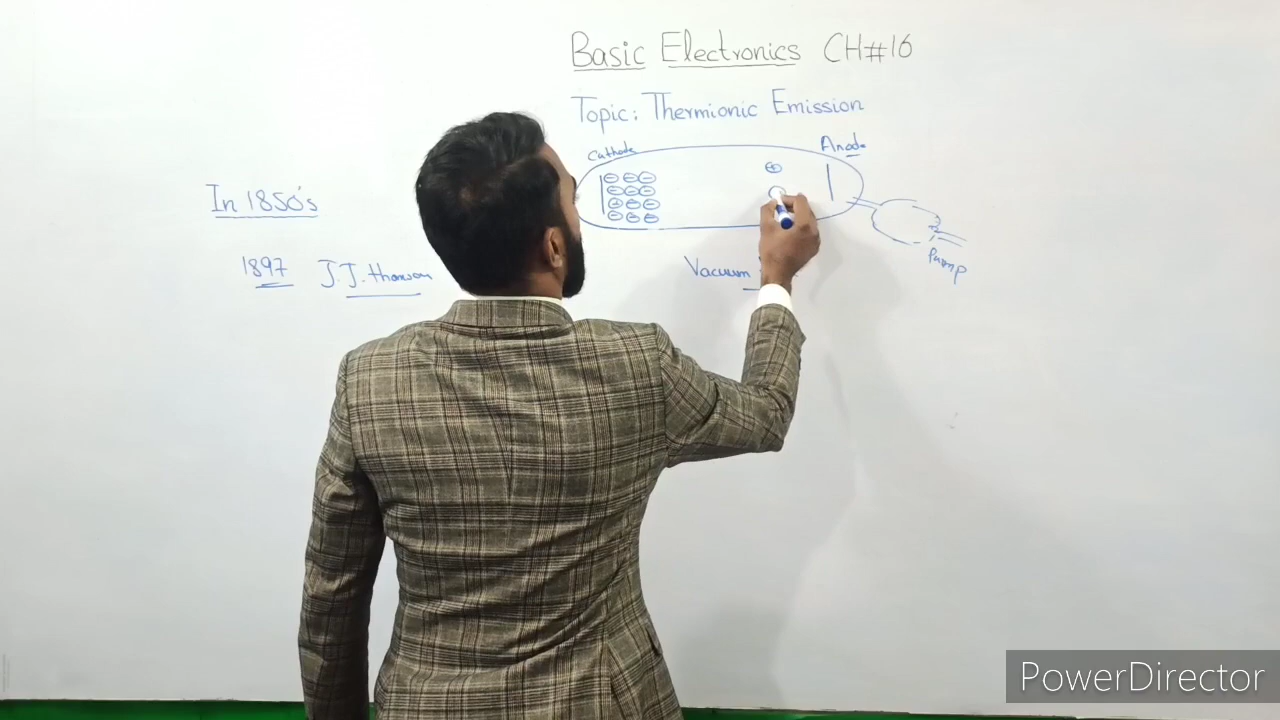 Basic Electronics CH#16
Topic: Thermionic Emission
Cathode
Anode
In 1850's
1897 J.J. Thomson
Vacuum
Pump
PowerDirector